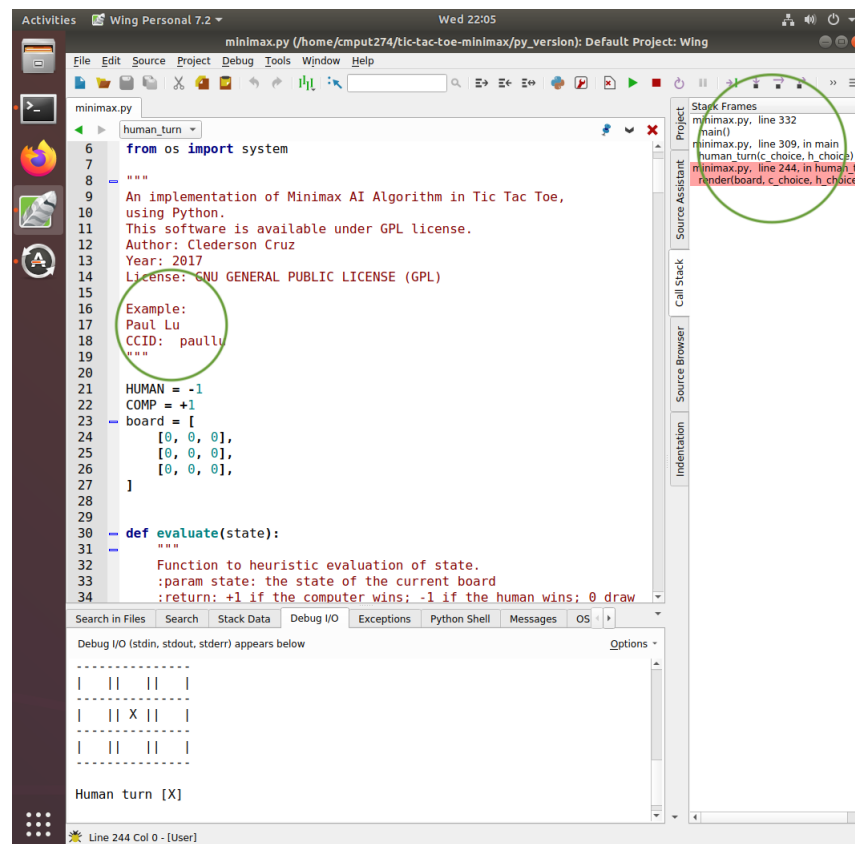 Activities Wing Personal 7.2 Wed 22:05
minimax.py (/home/cmput274/tic-tac-toe-minimax/py_version): Default Project: Wing
File Edit Source Project Debug Tools Window Help
minimax.py
human_turn
6 from os import system
7
8 """
9 An implementation of Minimax AI Algorithm in Tic Tac Toe,
10 using Python.
11 This software is available under GPL license.
12 Author: Clederson Cruz
13 Year: 2017
14 License: GNU GENERAL PUBLIC LICENSE (GPL)
15
16 Example:
17 Paul Lu
18 CCID: paullu
19 """
20
21 HUMAN = -1
22 COMP = +1
23 board = [
24 [0, 0, 0],
25 [0, 0, 0],
26 [0, 0, 0],
27 ]
28
29
30 def evaluate(state):
31 """
32 Function to heuristic evaluation of state.
33 :param state: the state of the current board
34 :return: +1 if the computer wins; -1 if the human wins; 0 draw
Project
Source Assistant
Call Stack
Source Browser
Indentation
Stack Frames
minimax.py, line 332
main()
minimax.py, line 309, in main
human_turn(c_choice, h_choice)
minimax.py, line 244, in human_t
render(board, c_choice, h_choice
Search in Files Search Stack Data Debug I/O Exceptions Python Shell Messages OS
Debug I/O (stdin, stdout, stderr) appears below Options
---------------
| || || |
---------------
| || X || |
---------------
| || || |
---------------
Human turn [X]
Line 244 Col 0 - [User]